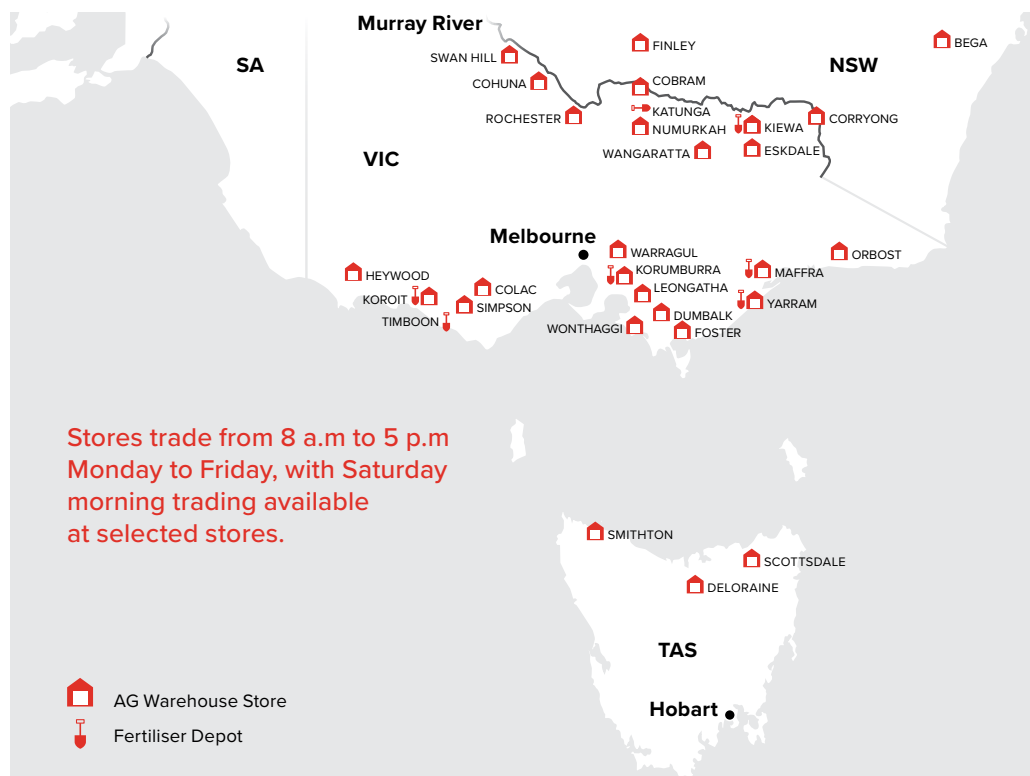 Murray River
SA
SWAN HILL
COHUNA
ROCHESTER
FINLEY
COBRAM
KATUNGA
NUMURKAH
WANGARATTA
KIEWA
ESKDALE
CORRYONG
NSW
BEGA
VIC
Melbourne
WARRAGUL
KORUMBURRA
LEONGATHA
DUMBALK
WONTHAGGI
FOSTER
ORBOST
MAFFRA
YARRAM
HEYWOOD
KOROIT
COLAC
SIMPSON
TIMBOON
Stores trade from 8 a.m to 5 p.m
Monday to Friday, with Saturday
morning trading available
at selected stores.
SMITHTON
SCOTTSDALE
DELORAINE
TAS
Hobart
AG Warehouse Store
Fertiliser Depot